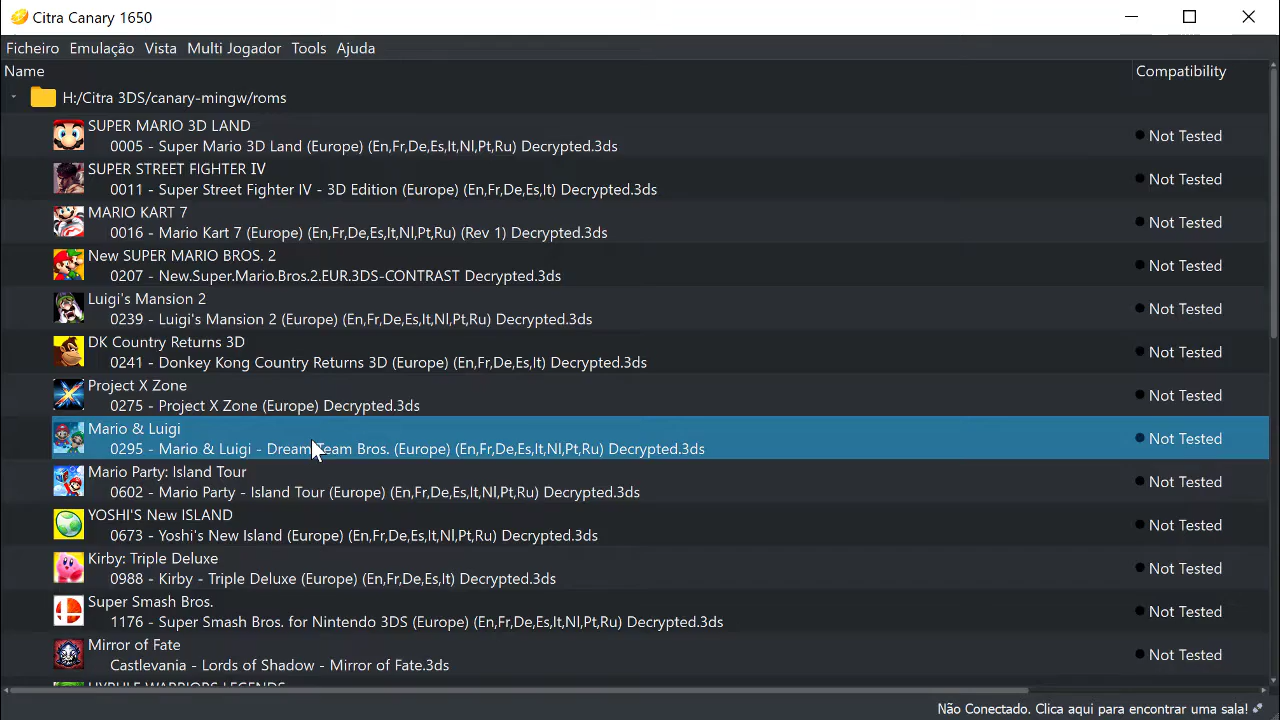 Citra Canary 1650
Ficheiro Emulação Vista Multi Jogador Tools Ajuda
Name Compatibility
H:/Citra 3DS/canary-mingw/roms
SUPER MARIO 3D LAND
0005 - Super Mario 3D Land (Europe) (En,Fr,De,Es,It,Nl,Pt,Ru) Decrypted.3ds
Not Tested
SUPER STREET FIGHTER IV
0011 - Super Street Fighter IV - 3D Edition (Europe) (En,Fr,De,Es,It) Decrypted.3ds
Not Tested
MARIO KART 7
0016 - Mario Kart 7 (Europe) (En,Fr,De,Es,It,Nl,Pt,Ru) (Rev 1) Decrypted.3ds
Not Tested
New SUPER MARIO BROS. 2
0207 - New.Super.Mario.Bros.2.EUR.3DS-CONTRAST Decrypted.3ds
Not Tested
Luigi's Mansion 2
0239 - Luigi's Mansion 2 (Europe) (En,Fr,De,Es,It,Nl,Pt,Ru) Decrypted.3ds
Not Tested
DK Country Returns 3D
0241 - Donkey Kong Country Returns 3D (Europe) (En,Fr,De,Es,It) Decrypted.3ds
Not Tested
Project X Zone
0275 - Project X Zone (Europe) Decrypted.3ds
Not Tested
Mario & Luigi
0295 - Mario & Luigi - Dream Team Bros. (Europe) (En,Fr,De,Es,It,Nl,Pt,Ru) Decrypted.3ds
Not Tested
Mario Party: Island Tour
0602 - Mario Party - Island Tour (Europe) (En,Fr,De,Es,It,Nl,Pt,Ru) Decrypted.3ds
Not Tested
YOSHI'S New ISLAND
0673 - Yoshi's New Island (Europe) (En,Fr,De,Es,It,Nl,Pt,Ru) Decrypted.3ds
Not Tested
Kirby: Triple Deluxe
0988 - Kirby - Triple Deluxe (Europe) (En,Fr,De,Es,It) Decrypted.3ds
Not Tested
Super Smash Bros.
1176 - Super Smash Bros. for Nintendo 3DS (Europe) (En,Fr,De,Es,It,Nl,Pt,Ru) Decrypted.3ds
Not Tested
Mirror of Fate
Castlevania - Lords of Shadow - Mirror of Fate.3ds
Not Tested
HYRULE WARRIORS LEGENDS
Não Conectado. Clica aqui para encontrar uma sala!